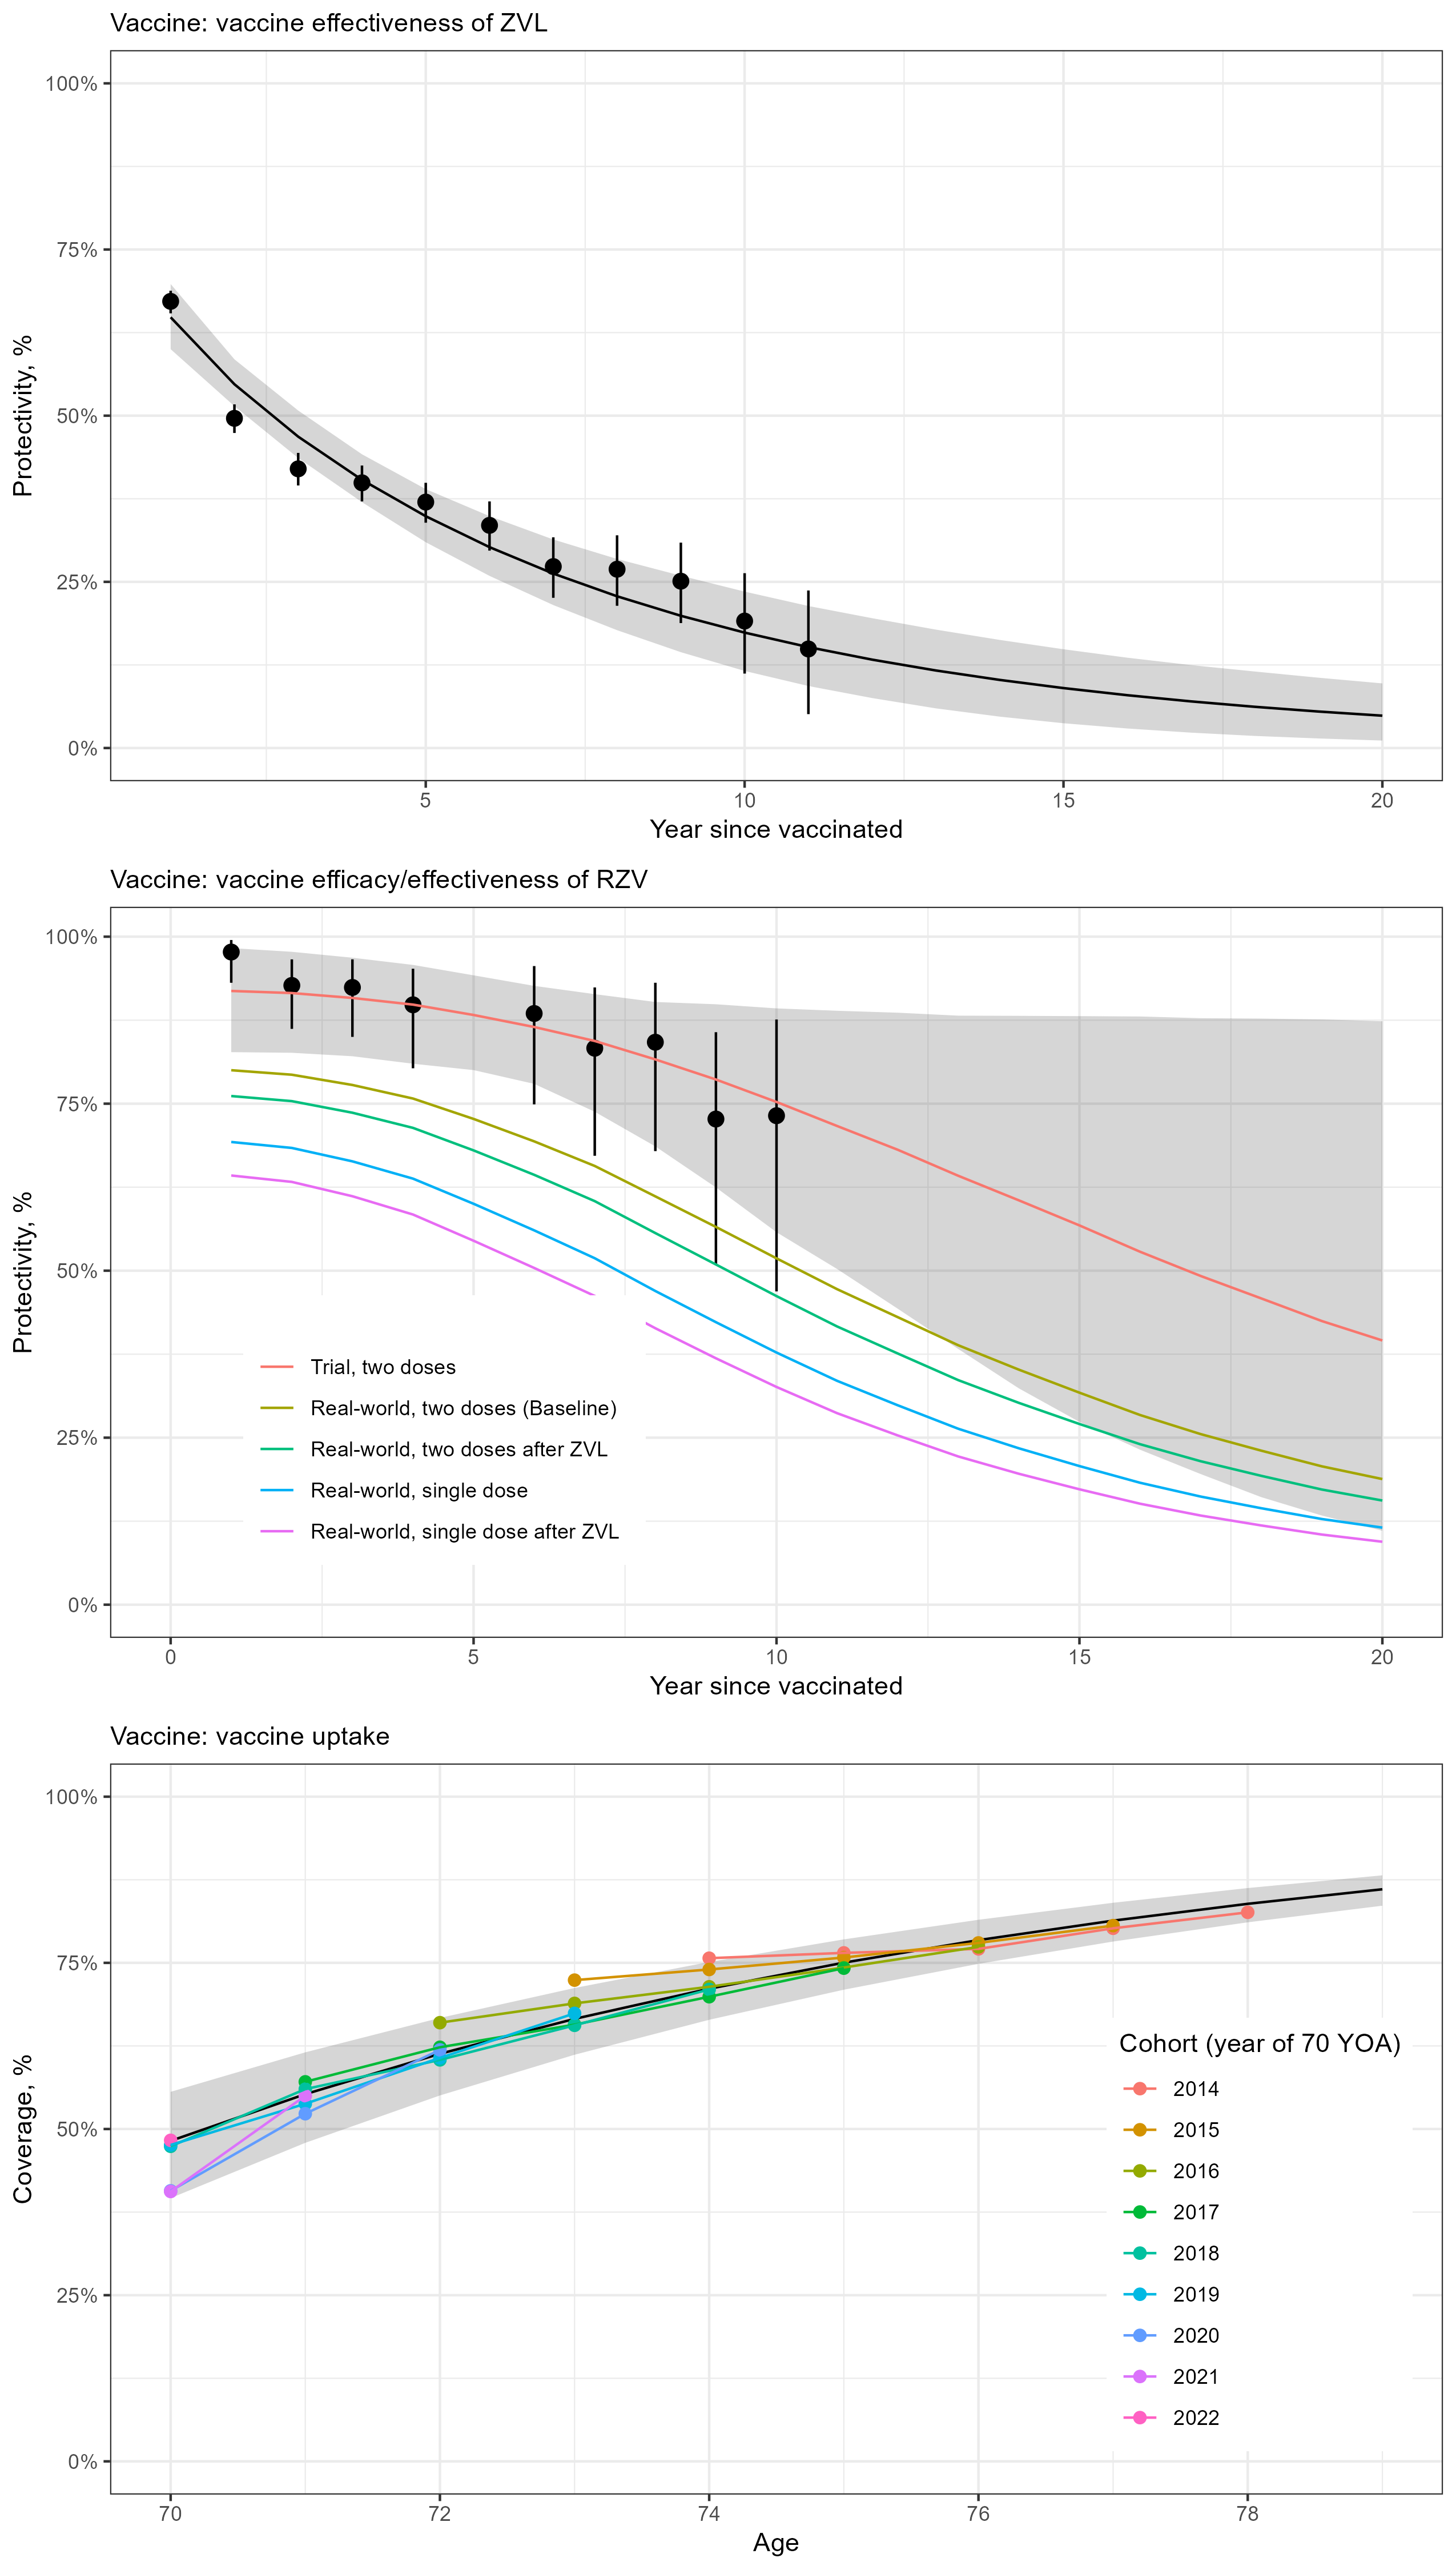 Vaccine: vaccine effectiveness of ZVL
100%
75%
50%
25%
0%
Protectivity, %
5 10 15 20
Year since vaccinated
Vaccine: vaccine efficacy/effectiveness of RZV
100%
75%
50%
25%
0%
Protectivity, %
Trial, two doses
Real-world, two doses (Baseline)
Real-world, two doses after ZVL
Real-world, single dose
Real-world, single dose after ZVL
0 5 10 15 20
Year since vaccinated
Vaccine: vaccine uptake
100%
75%
50%
25%
0%
Coverage, %
Cohort (year of 70 YOA)
2014
2015
2016
2017
2018
2019
2020
2021
2022
70 72 74 76 78
Age